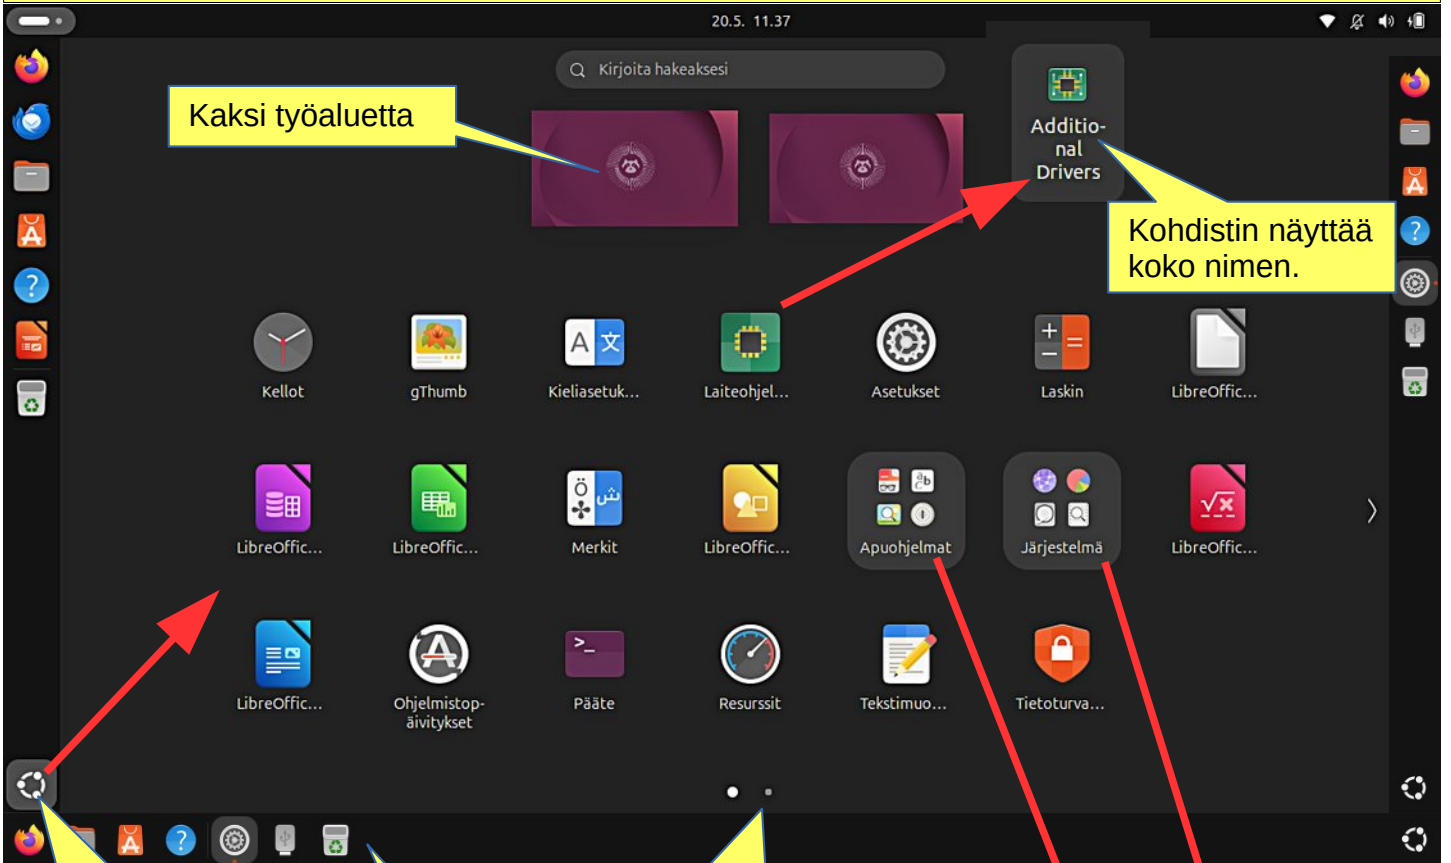 20.5. 11.37
Kirjoita hakeaksesi
Kaksi työaluetta
Additio-
nal
Drivers
Kohdistin näyttää
koko nimen.
Kellot
gThumb
Kieliasetuk...
Laiteohjel...
Asetukset
Laskin
LibreOffic...
LibreOffic...
LibreOffic...
Merkit
LibreOffic...
Apuohjelmat
Järjestelmä
LibreOffic...
LibreOffic...
Ohjelmistop-
äivitykset
Pääte
Resurssit
Tekstimuo...
Tietoturva...